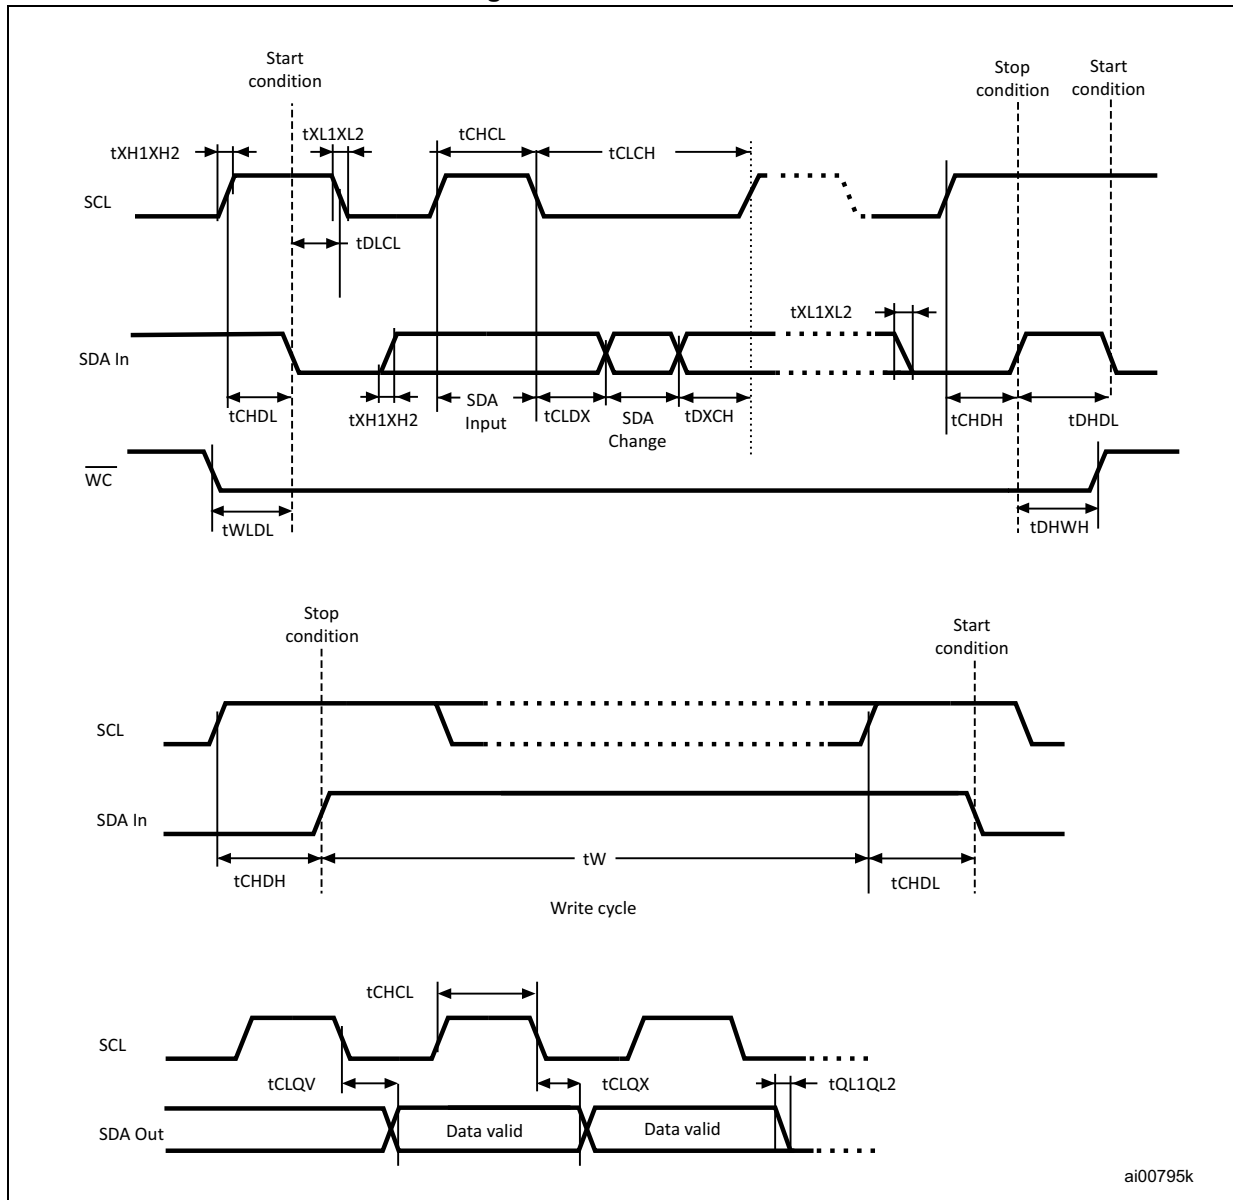 Start
condition
Stop
condition
Start
condition
tXH1XH2
tXL1XL2
tCHCL
tCLCH
SCL
tDLCL
tXL1XL2
SDA In
tCHDL
tXH1XH2
SDA
Input
tCLDX
SDA
Change
tDXCH
tCHDH
tDHDL
WC
tWLDL
tDHWH
Stop
condition
Start
condition
SCL
SDA In
tCHDH
tW
tCHDL
Write cycle
tCHCL
SCL
tCLQV
tCLQX
tQL1QL2
SDA Out
Data valid
Data valid
ai00795k